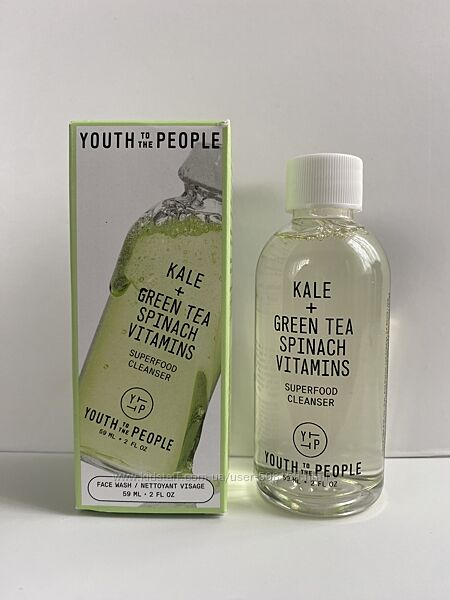 YOUTH TO THE PEOPLE
KALE
+
GREEN TEA
SPINACH
VITAMINS
SUPERFOOD
CLEANSER
YTTP
YOUTH TO THE PEOPLE
59 ML • 2 FL OZ
FACE WASH / NETTOYANT VISAGE
59 ML • 2 FL OZ
KALE
+
GREEN TEA
SPINACH
VITAMINS
SUPERFOOD
CLEANSER
YTTP
YOUTH TO THE PEOPLE
59 ML • 2 FL OZ